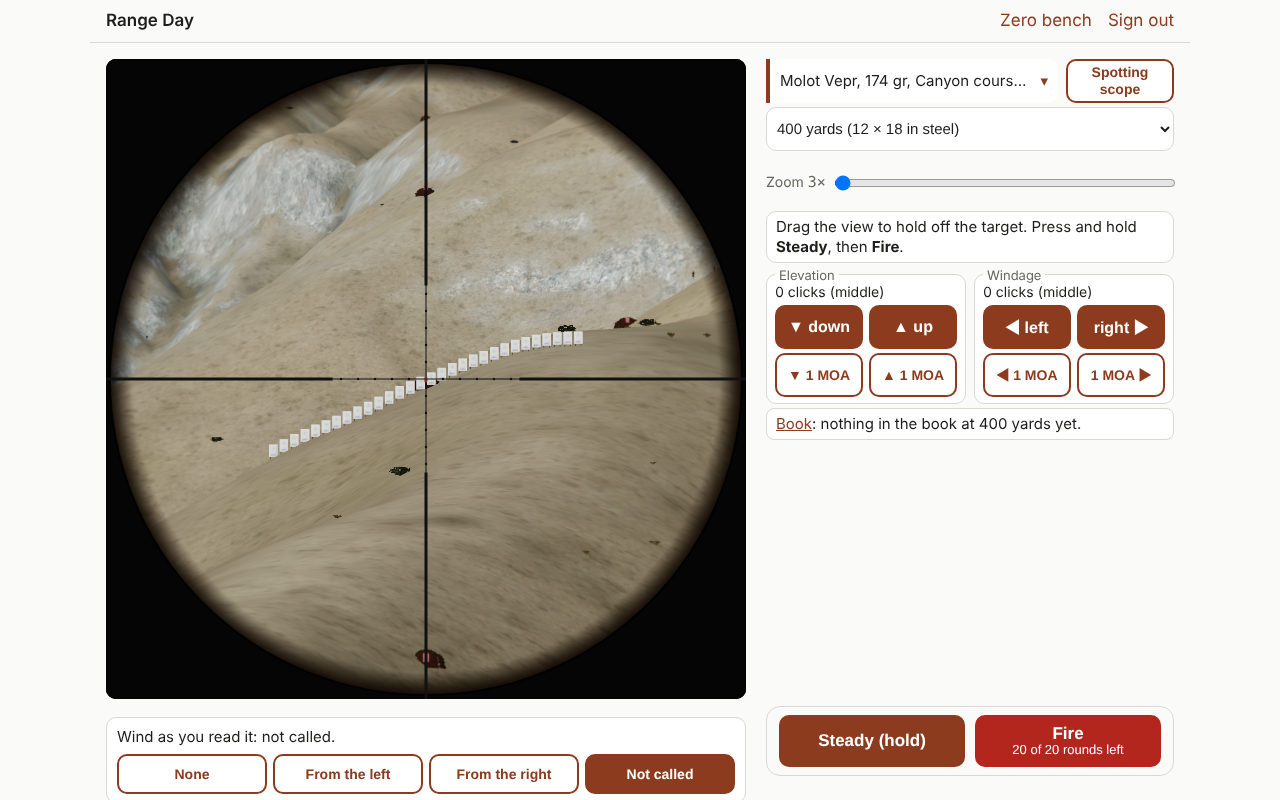 Range Day
Zero bench
Sign out
Molot Vepr, 174 gr, Canyon cours... ▼
Spotting
scope
400 yards (12 × 18 in steel)
Zoom 3×
Drag the view to hold off the target. Press and hold
Steady, then Fire.
Elevation
0 clicks (middle)
▼ down
▲ up
▼ 1 MOA
▲ 1 MOA
Windage
0 clicks (middle)
◀ left
right ▶
◀ 1 MOA
1 MOA ▶
Book: nothing in the book at 400 yards yet.
Steady (hold)
Fire
20 of 20 rounds left
Wind as you read it: not called.
None
From the left
From the right
Not called